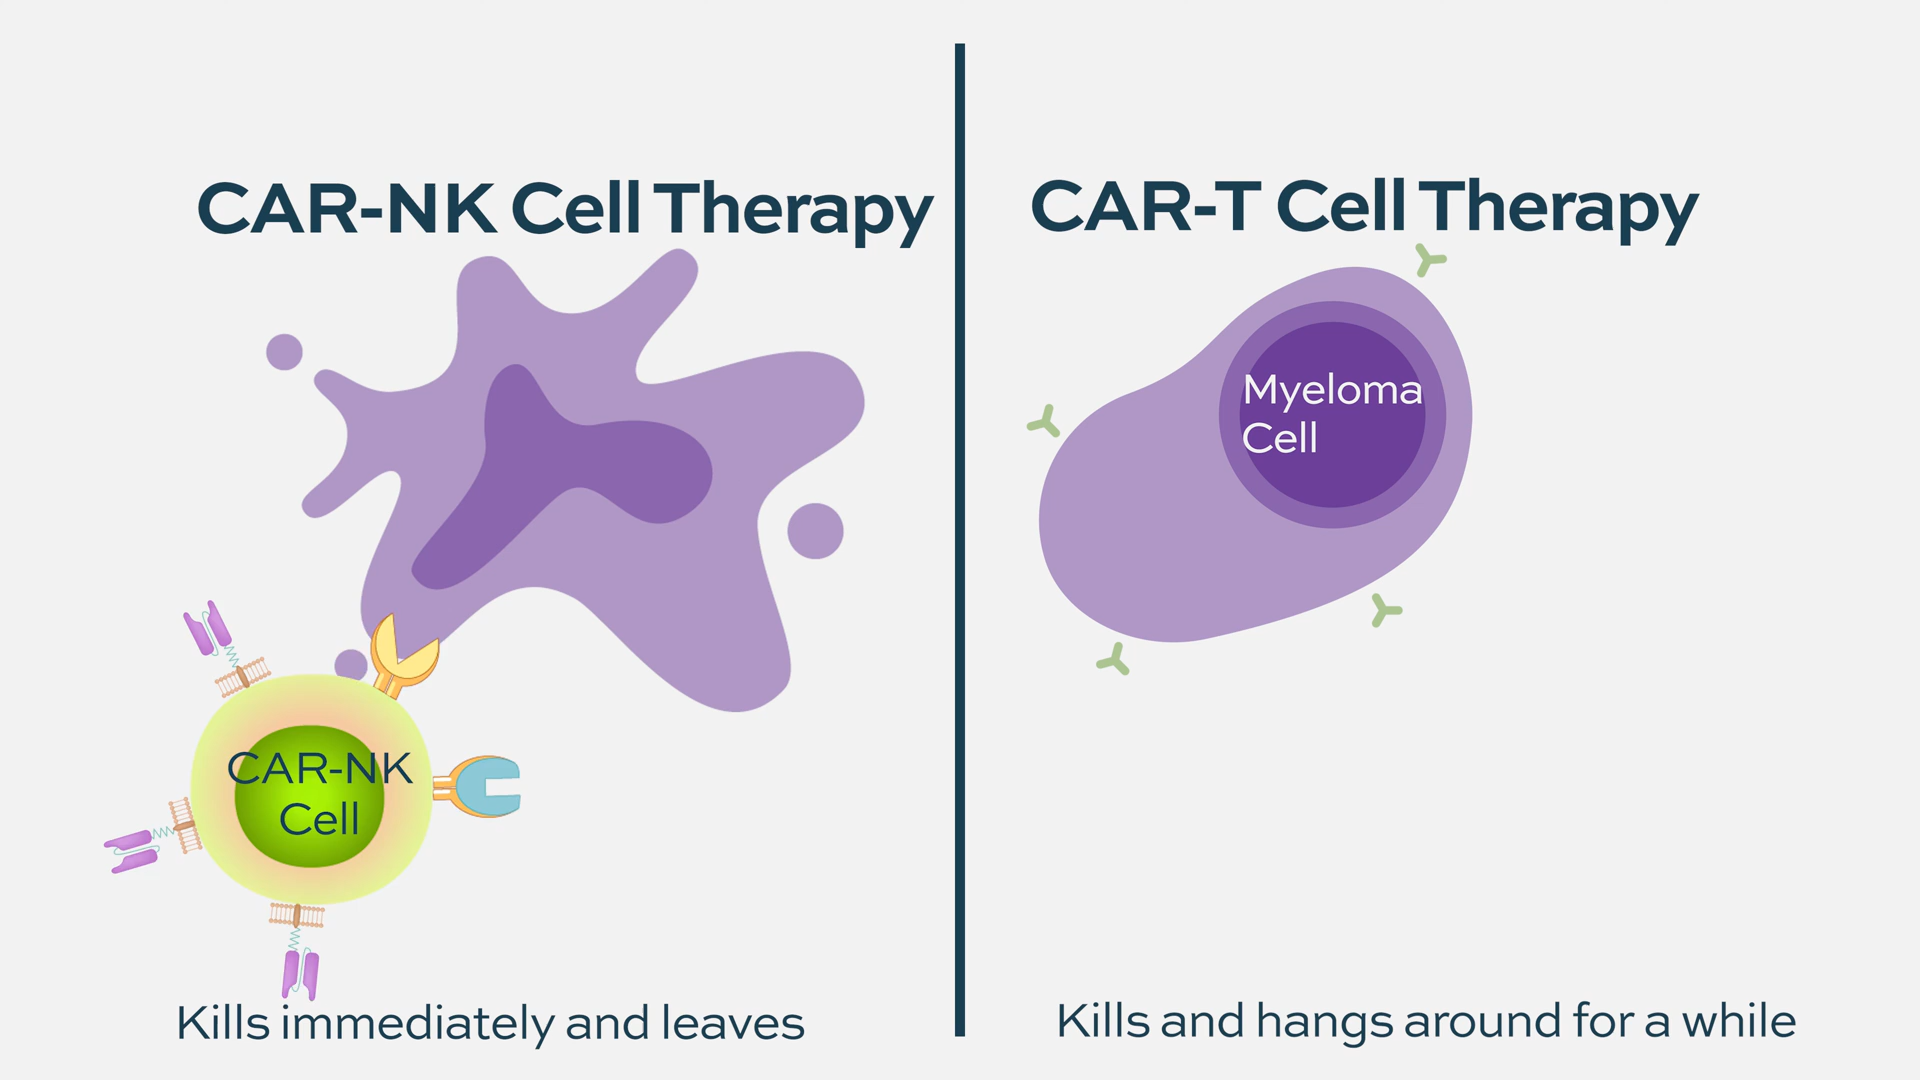 CAR-NK Cell Therapy
CAR-NK
Cell
Kills immediately and leaves
CAR-T Cell Therapy
Myeloma
Cell
Kills and hangs around for a while